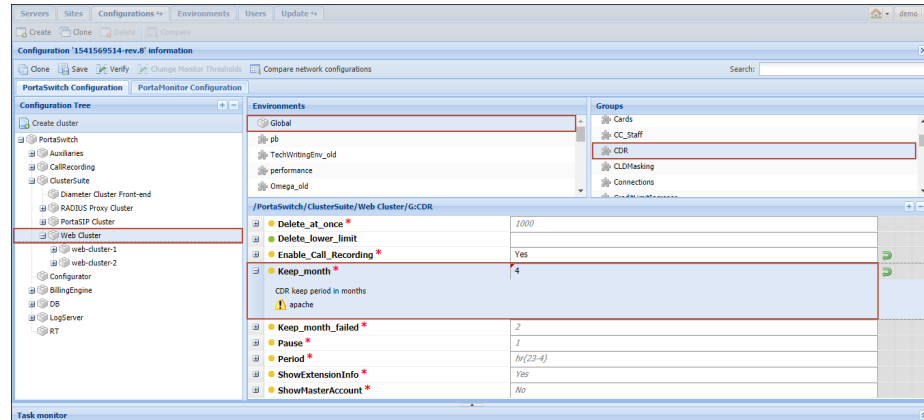 Servers Sites Configurations Environments Users Update demo
Create Clone Delete Compare
Configuration '1541569514-rev.8' information
Clone Save Verify Change Monitor Thresholds Compare network configurations Search:
PortaSwitch Configuration PortaMonitor Configuration
Configuration Tree
Create cluster
PortaSwitch
Auxiliaries
CallRecording
ClusterSuite
Diameter Cluster Front-end
RADIUS Proxy Cluster
PortaSIP Cluster
Web Cluster
web-cluster-1
web-cluster-2
Configurator
BillingEngine
DB
LogServer
RT
Environments
Global
pb
TechWritingEnv_old
performance
Omega_old
Groups
Cards
CC_Staff
CDR
CLDMasking
Connections
/PortaSwitch/ClusterSuite/Web Cluster/G:CDR
Delete_at_once * 1000
Delete_lower_limit
Enable_Call_Recording * Yes
Keep_month * 4
CDR keep period in months
apache
Keep_month_failed * 2
Pause * 1
Period * hr{23-4}
ShowExtensionInfo * Yes
ShowMasterAccount * No
Task monitor